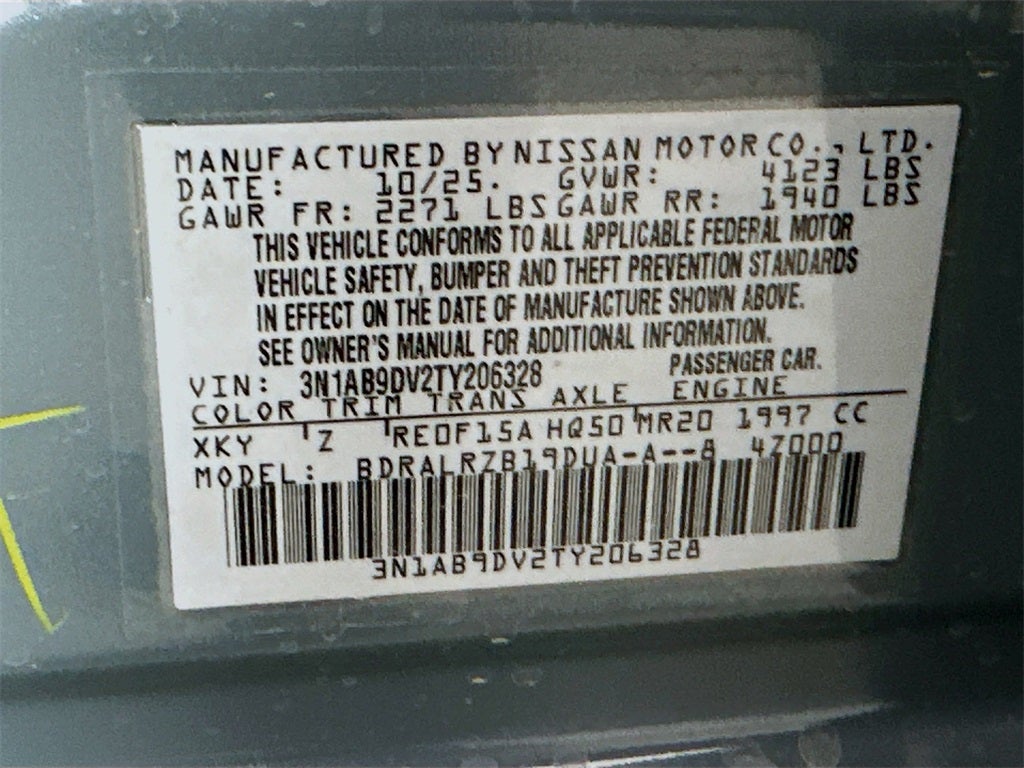 MANUFACTURED BY NISSAN MOTOR CO., LTD.
DATE: 10/25. GVWR: 4123 LBS
GAWR FR: 2271 LBS GAWR RR: 1940 LBS
THIS VEHICLE CONFORMS TO ALL APPLICABLE FEDERAL MOTOR
VEHICLE SAFETY, BUMPER AND THEFT PREVENTION STANDARDS
IN EFFECT ON THE DATE OF MANUFACTURE SHOWN ABOVE.
SEE OWNER'S MANUAL FOR ADDITIONAL INFORMATION.
VIN: 3N1AB9DV2TY206328 PASSENGER CAR.
COLOR TRIM TRANS AXLE ENGINE
XKY Z RE0F15A HQ50 MR20 1997 CC
MODEL: BDRALRZB19DUA-A--8 4Z000
3N1AB9DV2TY206328